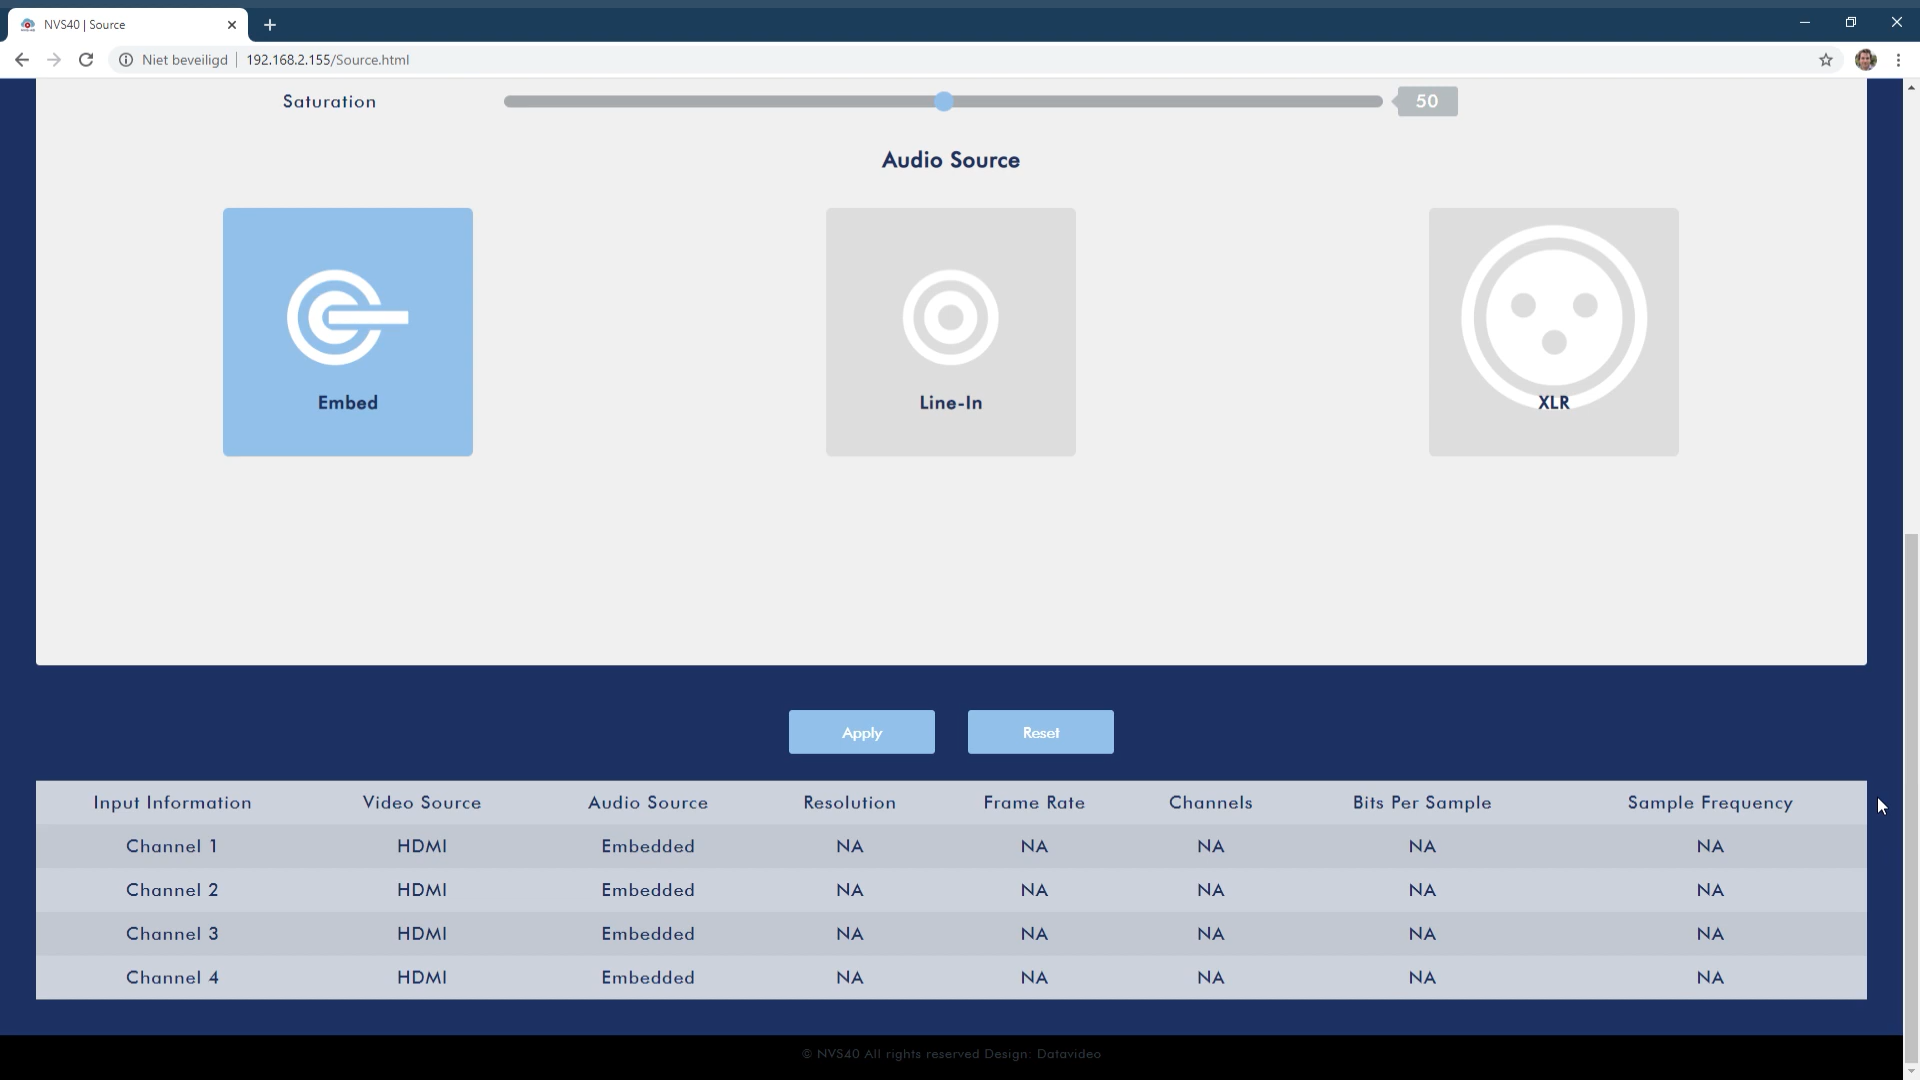 NVS40 | Source
Niet beveiligd | 192.168.2.155/Source.html
Saturation 50
Audio Source
Embed Line-In XLR
Apply Reset
Input Information Video Source Audio Source Resolution Frame Rate Channels Bits Per Sample Sample Frequency
Channel 1 HDMI Embedded NA NA NA NA NA
Channel 2 HDMI Embedded NA NA NA NA NA
Channel 3 HDMI Embedded NA NA NA NA NA
Channel 4 HDMI Embedded NA NA NA NA NA
© NVS40 All rights reserved Design: Datavideo